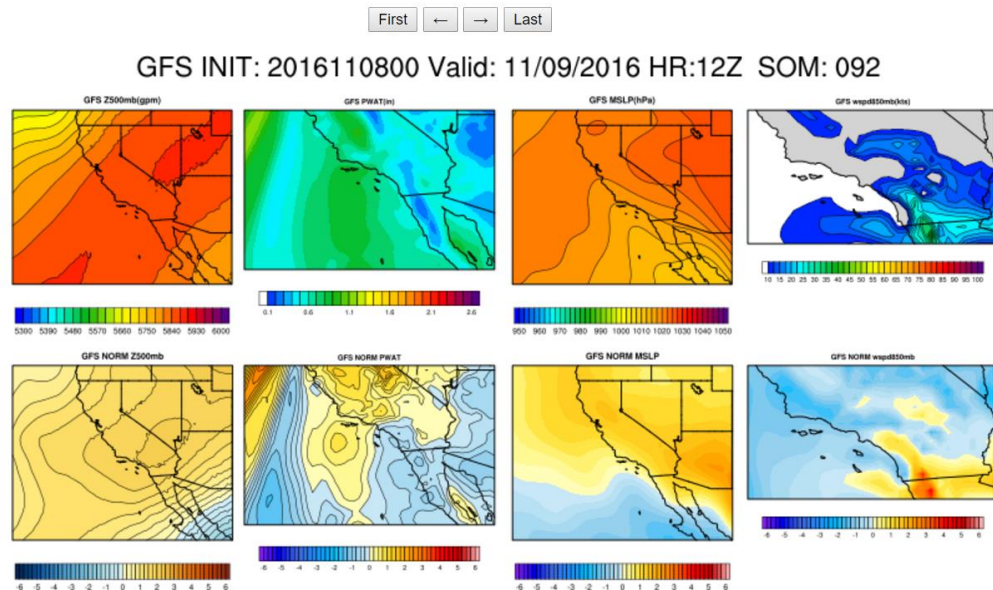 First ← → Last
GFS INIT: 2016110800 Valid: 11/09/2016 HR:12Z SOM: 092
GFS Z500mb(gpm)
GFS PWAT(in)
GFS MSLP(hPa)
GFS wspd850mb(kts)
5300 5390 5480 5570 5660 5750 5840 5930 6000
0.1 0.6 1.1 1.6 2.1 2.6
950 960 970 980 990 1000 1010 1020 1030 1040 1050
10 15 20 25 30 35 40 45 50 55 60 65 70 75 80 85 90 95 100
GFS NORM Z500mb
GFS NORM PWAT
GFS NORM MSLP
GFS NORM wspd850mb
-6 -5 -4 -3 -2 -1 0 1 2 3 4 5 6
-6 -5 -4 -3 -2 -1 0 1 2 3 4 5 6
-6 -5 -4 -3 -2 -1 0 1 2 3 4 5 6
-6 -5 -4 -3 -2 -1 0 1 2 3 4 5 6